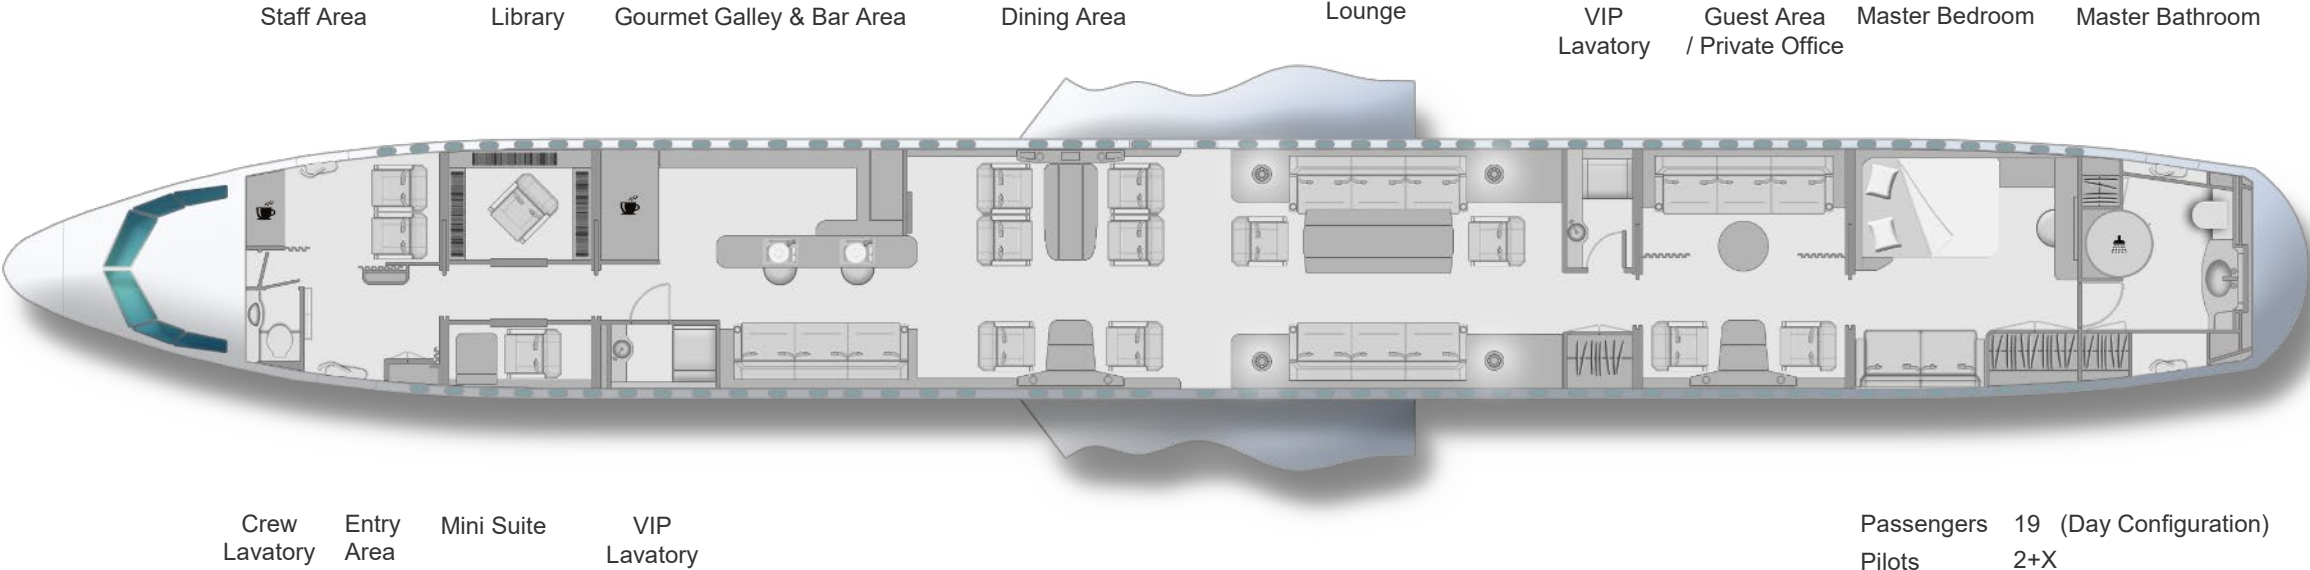 Staff Area
Library
Gourmet Galley & Bar Area
Dining Area
Lounge
VIP
Lavatory
Guest Area
/ Private Office
Master Bedroom
Master Bathroom
Crew
Lavatory
Entry
Area
Mini Suite
VIP
Lavatory
Passengers 19 (Day Configuration)
Pilots 2+X